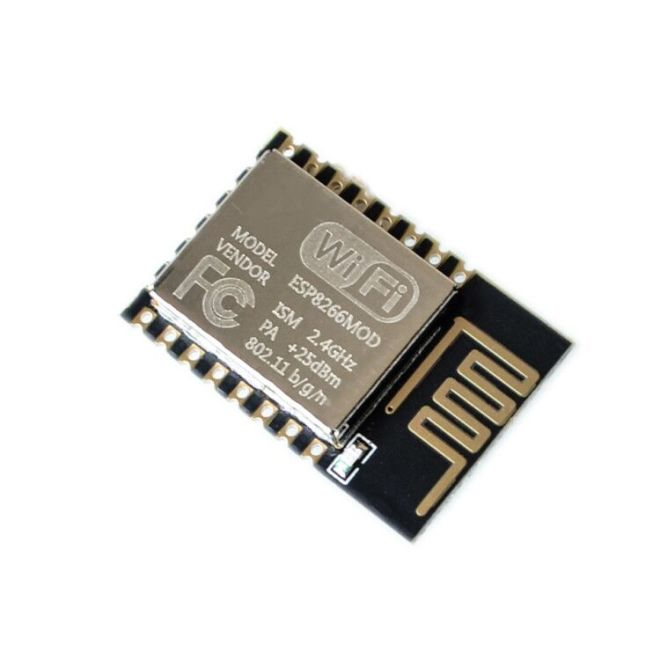 WiFi
MODEL ESP8266MOD
VENDOR
FC ISM 2.4GHz
PA +25dBm
802.11 b/g/n